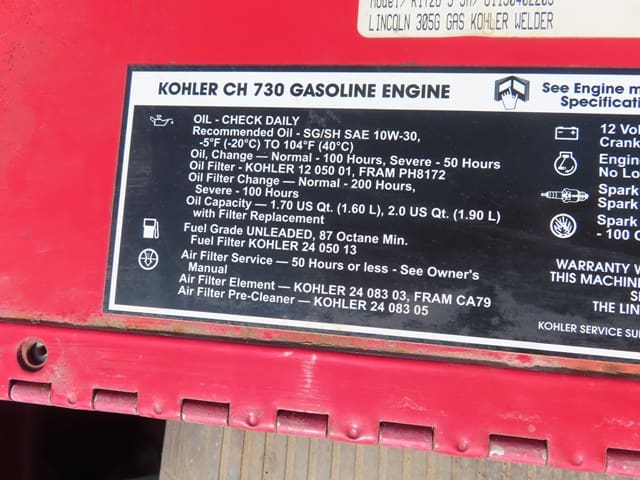 LINCOLN 305G GAS KOHLER WELDER
KOHLER CH 730 GASOLINE ENGINE
See Engine m
Specificati
OIL - CHECK DAILY
Recommended Oil - SG/SH SAE 10W-30,
-5°F (-20°C) TO 104°F (40°C)
Oil, Change — Normal - 100 Hours, Severe - 50 Hours
Oil Filter - KOHLER 12 050 01, FRAM PH8172
Oil Filter Change — Normal - 200 Hours,
Severe - 100 Hours
Oil Capacity — 1.70 US Qt. (1.60 L), 2.0 US Qt. (1.90 L)
with Filter Replacement
Fuel Grade UNLEADED, 87 Octane Min.
Fuel Filter KOHLER 24 050 13
Air Filter Service — 50 Hours or less - See Owner's
Manual
Air Filter Element — KOHLER 24 083 03, FRAM CA79
Air Filter Pre-Cleaner — KOHLER 24 083 05
12 Vol
Crank
Engin
No Lo
Spark
Spark
Spark
- 100
WARRANTY
THIS MACHIN
THE LIN
KOHLER SERVICE SU